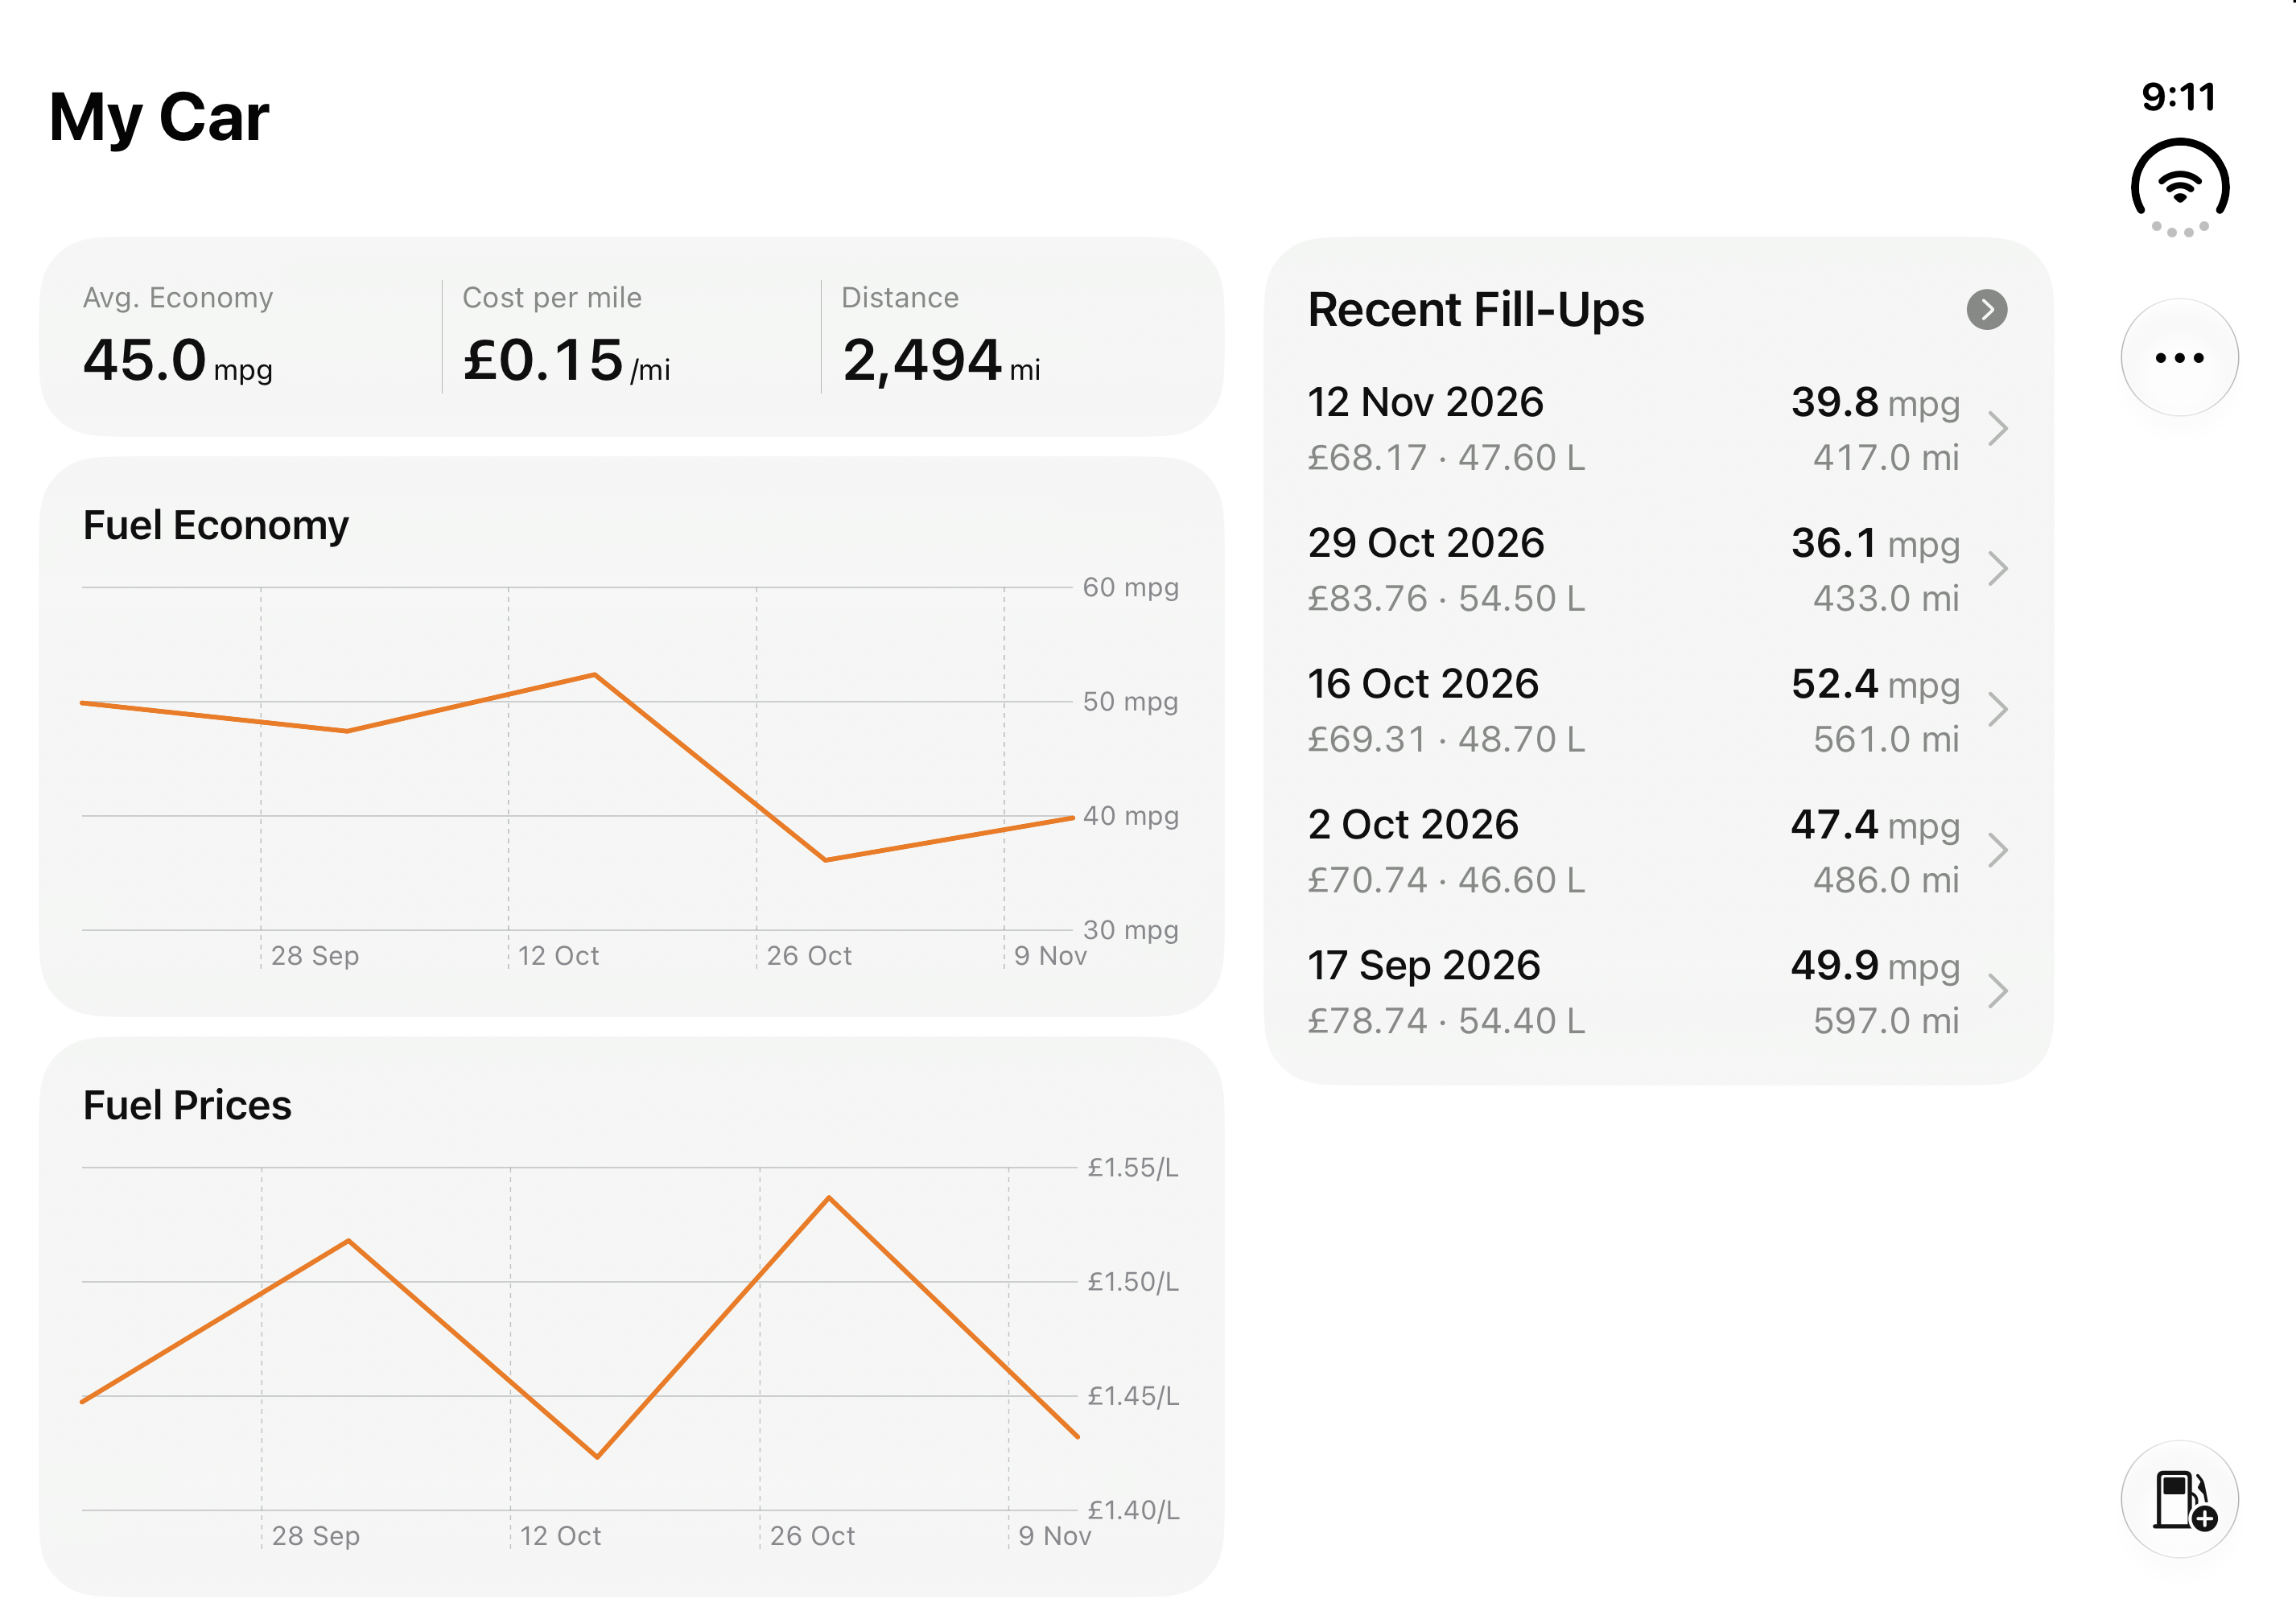 My Car
9:11
Avg. Economy
45.0 mpg
Cost per mile
£0.15 /mi
Distance
2,494 mi
Fuel Economy
60 mpg
50 mpg
40 mpg
30 mpg
28 Sep
12 Oct
26 Oct
9 Nov
Fuel Prices
£1.55/L
£1.50/L
£1.45/L
£1.40/L
28 Sep
12 Oct
26 Oct
9 Nov
Recent Fill-Ups
12 Nov 2026 39.8 mpg
£68.17 · 47.60 L 417.0 mi
29 Oct 2026 36.1 mpg
£83.76 · 54.50 L 433.0 mi
16 Oct 2026 52.4 mpg
£69.31 · 48.70 L 561.0 mi
2 Oct 2026 47.4 mpg
£70.74 · 46.60 L 486.0 mi
17 Sep 2026 49.9 mpg
£78.74 · 54.40 L 597.0 mi